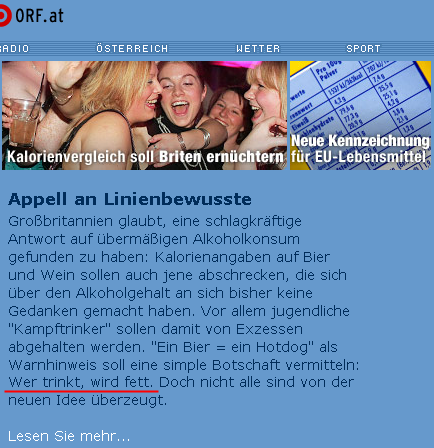 ORF.at
RADIO ÖSTERREICH WETTER SPORT
Kalorienvergleich soll Briten ernüchtern
Neue Kennzeichnung
für EU-Lebensmittel
Appell an Linienbewusste
Großbritannien glaubt, eine schlagkräftige
Antwort auf übermäßigen Alkoholkonsum
gefunden zu haben: Kalorienangaben auf Bier
und Wein sollen auch jene abschrecken, die sich
über den Alkoholgehalt an sich bisher keine
Gedanken gemacht haben. Vor allem jugendliche
"Kampftrinker" sollen damit von Exzessen
abgehalten werden. "Ein Bier = ein Hotdog" als
Warnhinweis soll eine simple Botschaft vermitteln:
Wer trinkt, wird fett. Doch nicht alle sind von der
neuen Idee überzeugt.
Lesen Sie mehr...